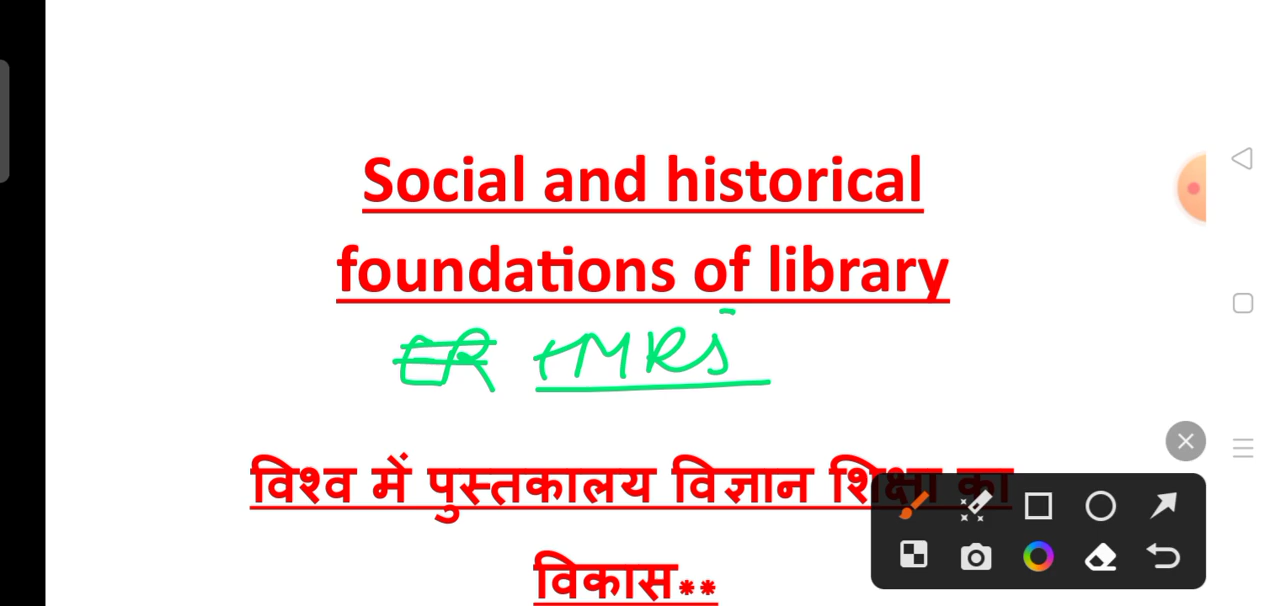 Social and historical
foundations of library
विश्व में पुस्तकालय विज्ञान शिक्षा का
विकास**